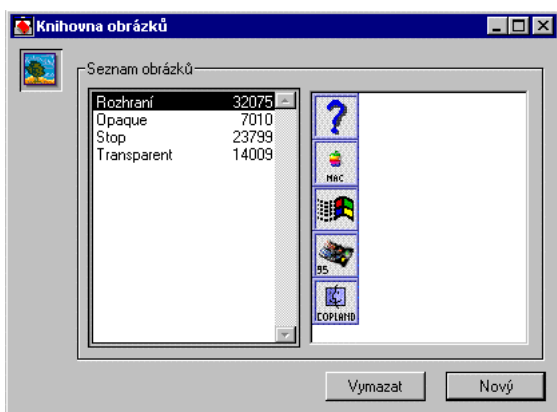 Knihovna obrázků
Seznam obrázků
Rozhraní 32075
Opaque 7010
Stop 23799
Transparent 14009
?
MAC
95
COPLAND
Vymazat
Nový